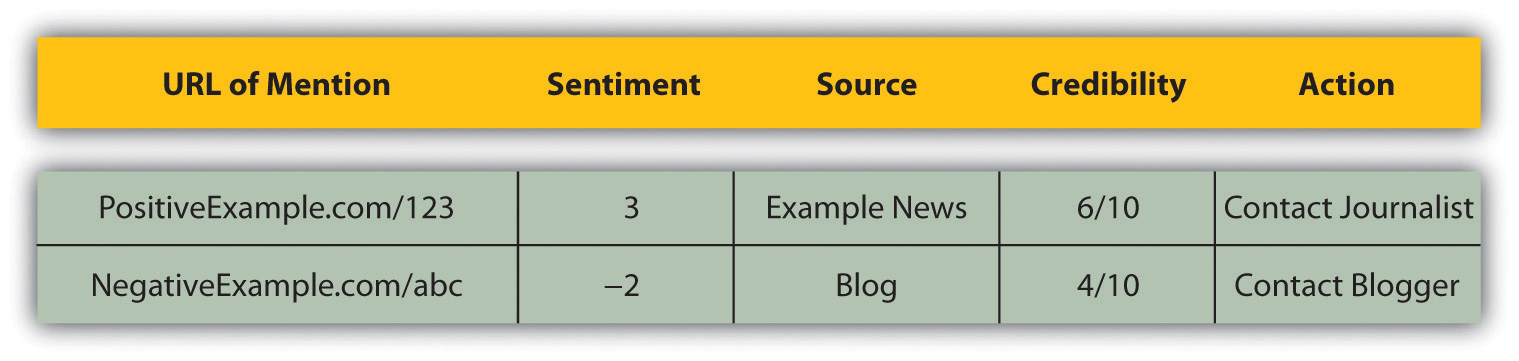 URL of Mention Sentiment Source Credibility Action
PositiveExample.com/123 3 Example News 6/10 Contact Journalist
NegativeExample.com/abc −2 Blog 4/10 Contact Blogger